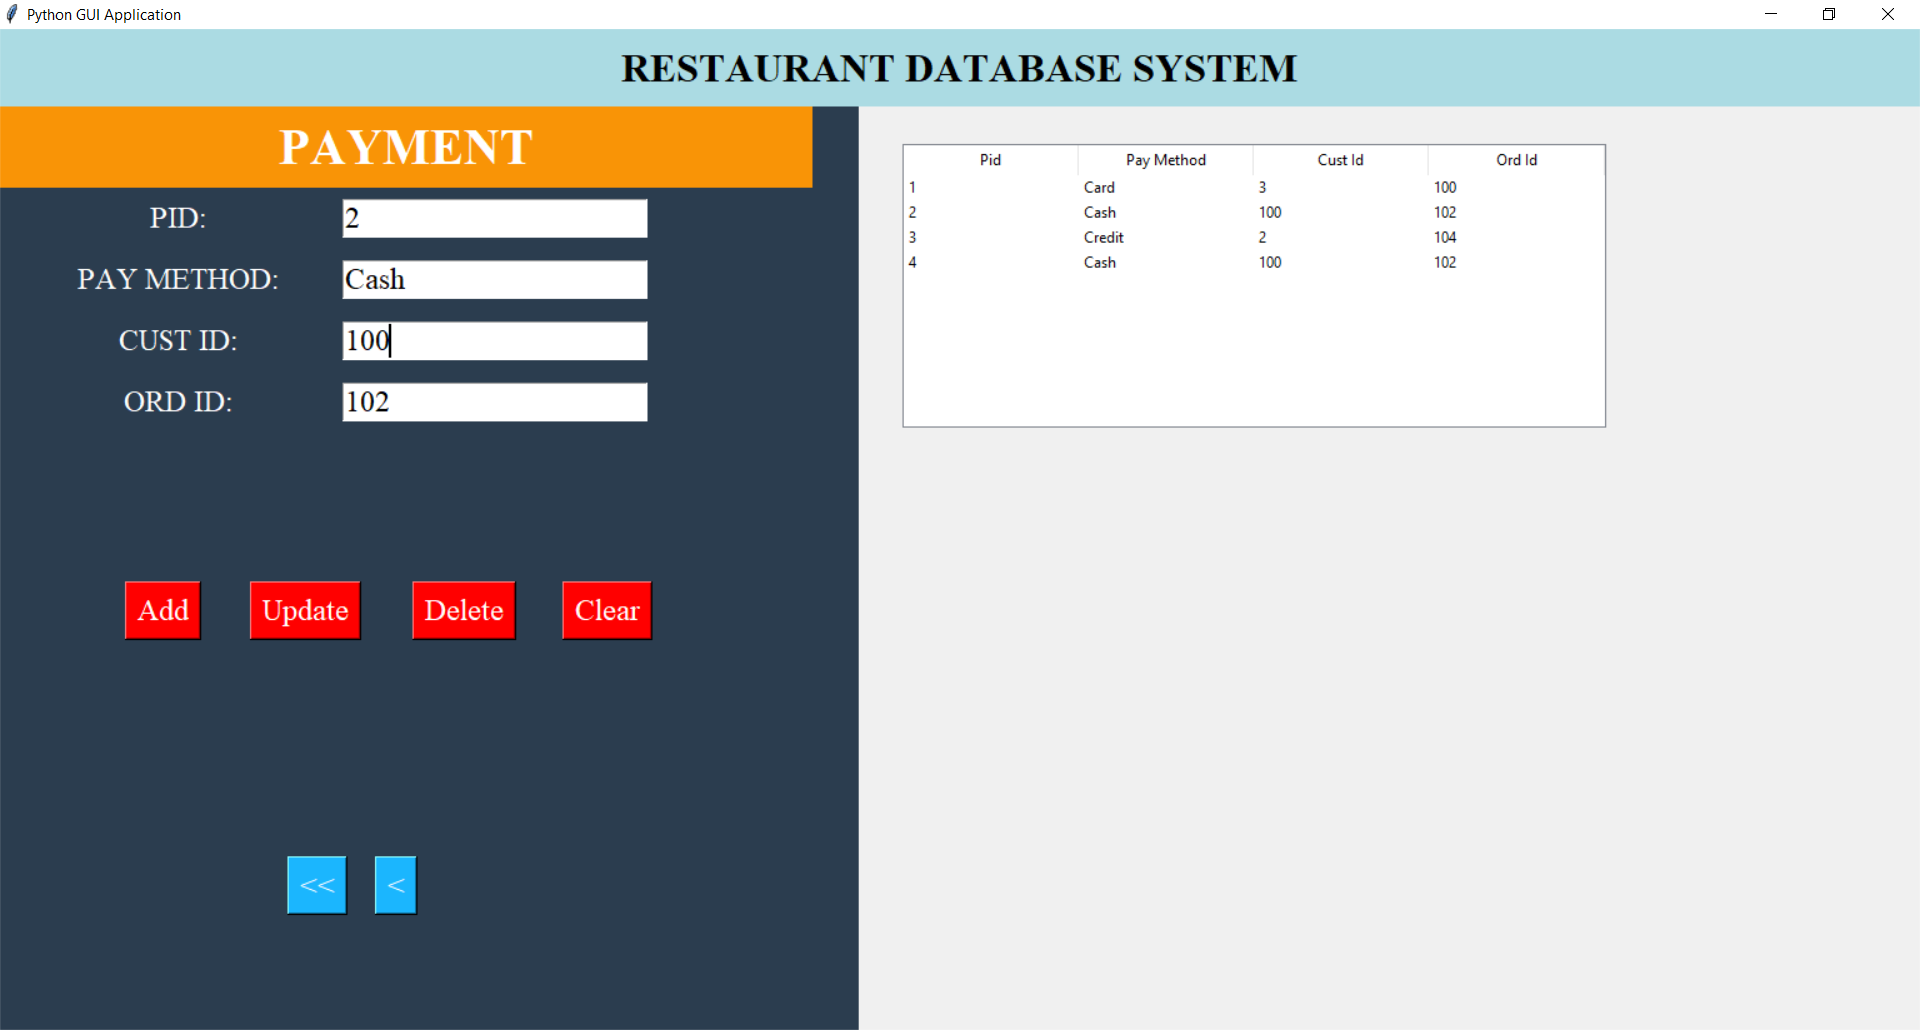 Python GUI Application
RESTAURANT DATABASE SYSTEM
PAYMENT
PID: 2
PAY METHOD: Cash
CUST ID: 100
ORD ID: 102
Add Update Delete Clear
<< <
Pid Pay Method Cust Id Ord Id
1 Card 3 100
2 Cash 100 102
3 Credit 2 104
4 Cash 100 102